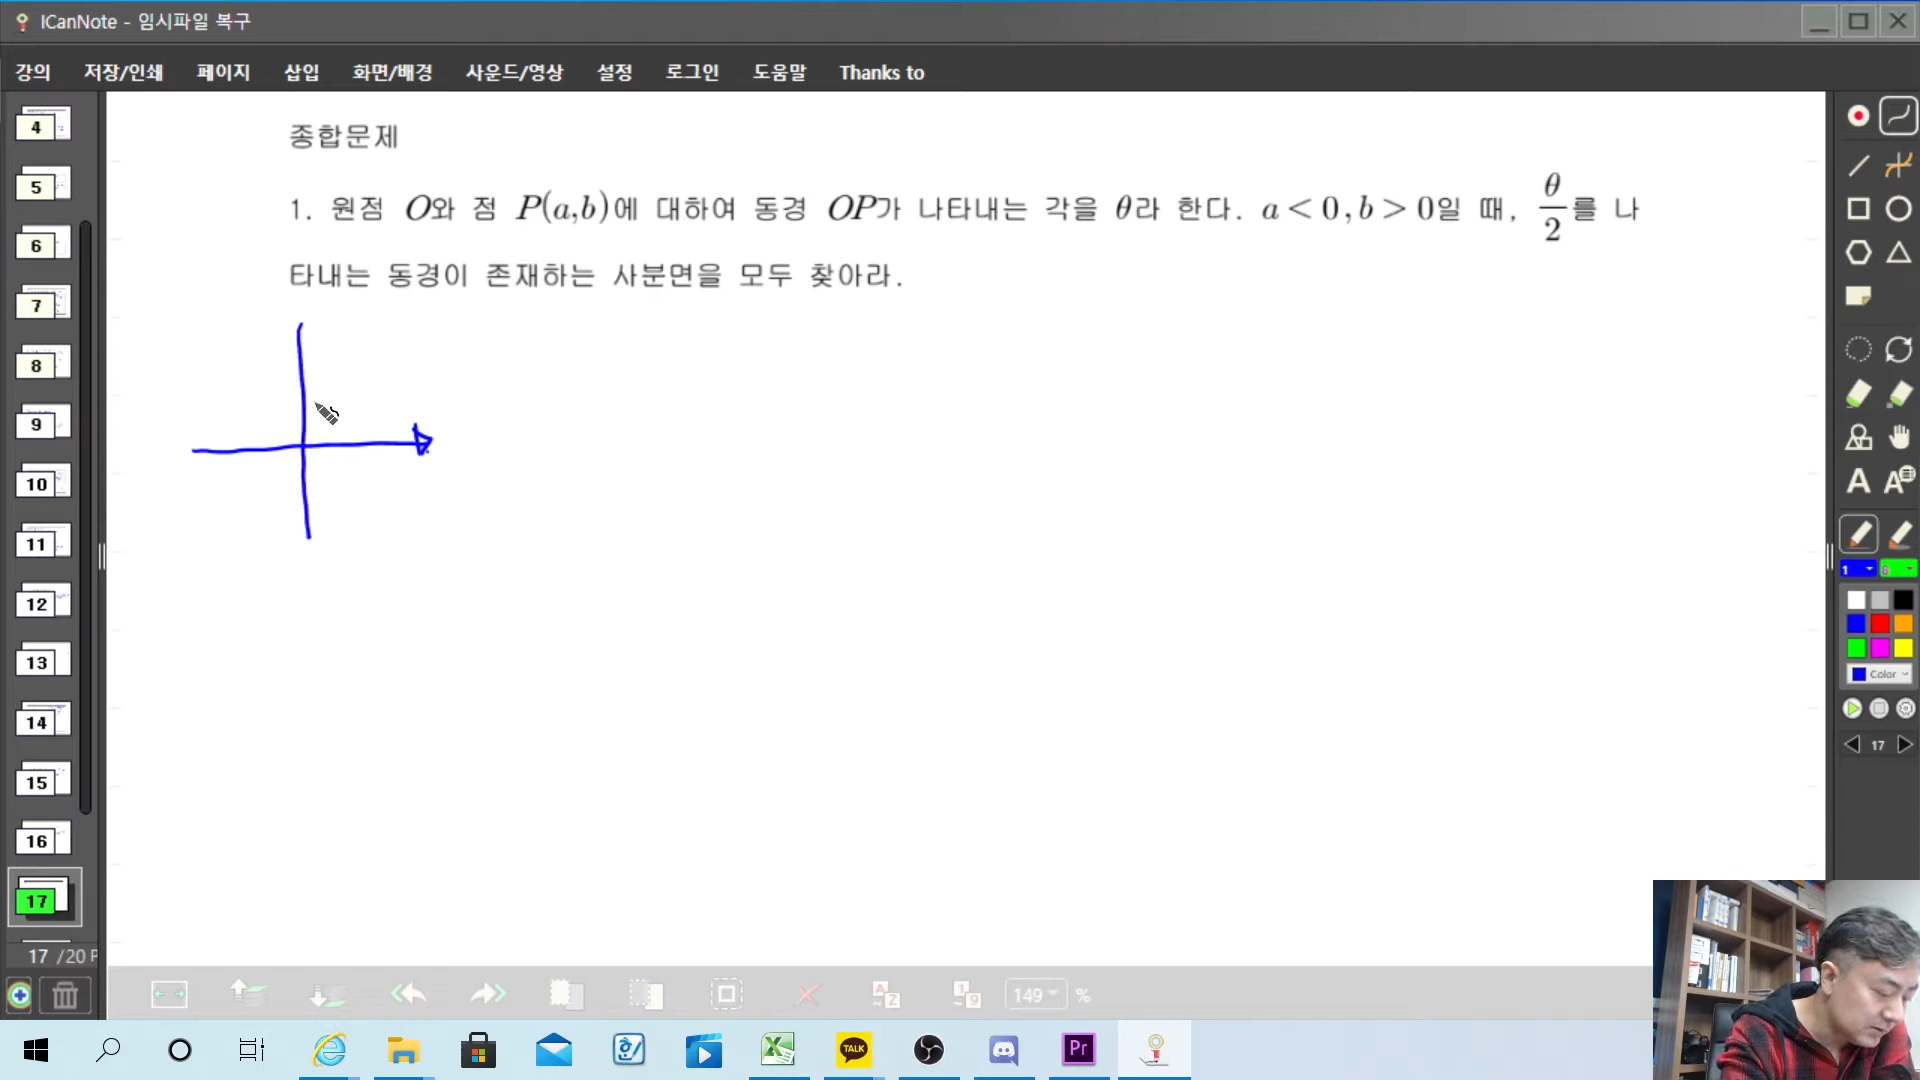 ICanNote - 임시파일 복구
강의 저장/인쇄 페이지 삽입 화면/배경 사운드/영상 설정 로그인 도움말 Thanks to
4
5
6
7
8
9
10
11
12
13
14
15
16
17
17 /20 P
종합문제
1. 원점 O와 점 P(a,b)에 대하여 동경 OP가 나타내는 각을 θ라 한다. a < 0, b > 0일 때, θ/2를 나
타내는 동경이 존재하는 사분면을 모두 찾아라.
A A
1
Color
17
A Z
1 9
149 %
TALK
Pr